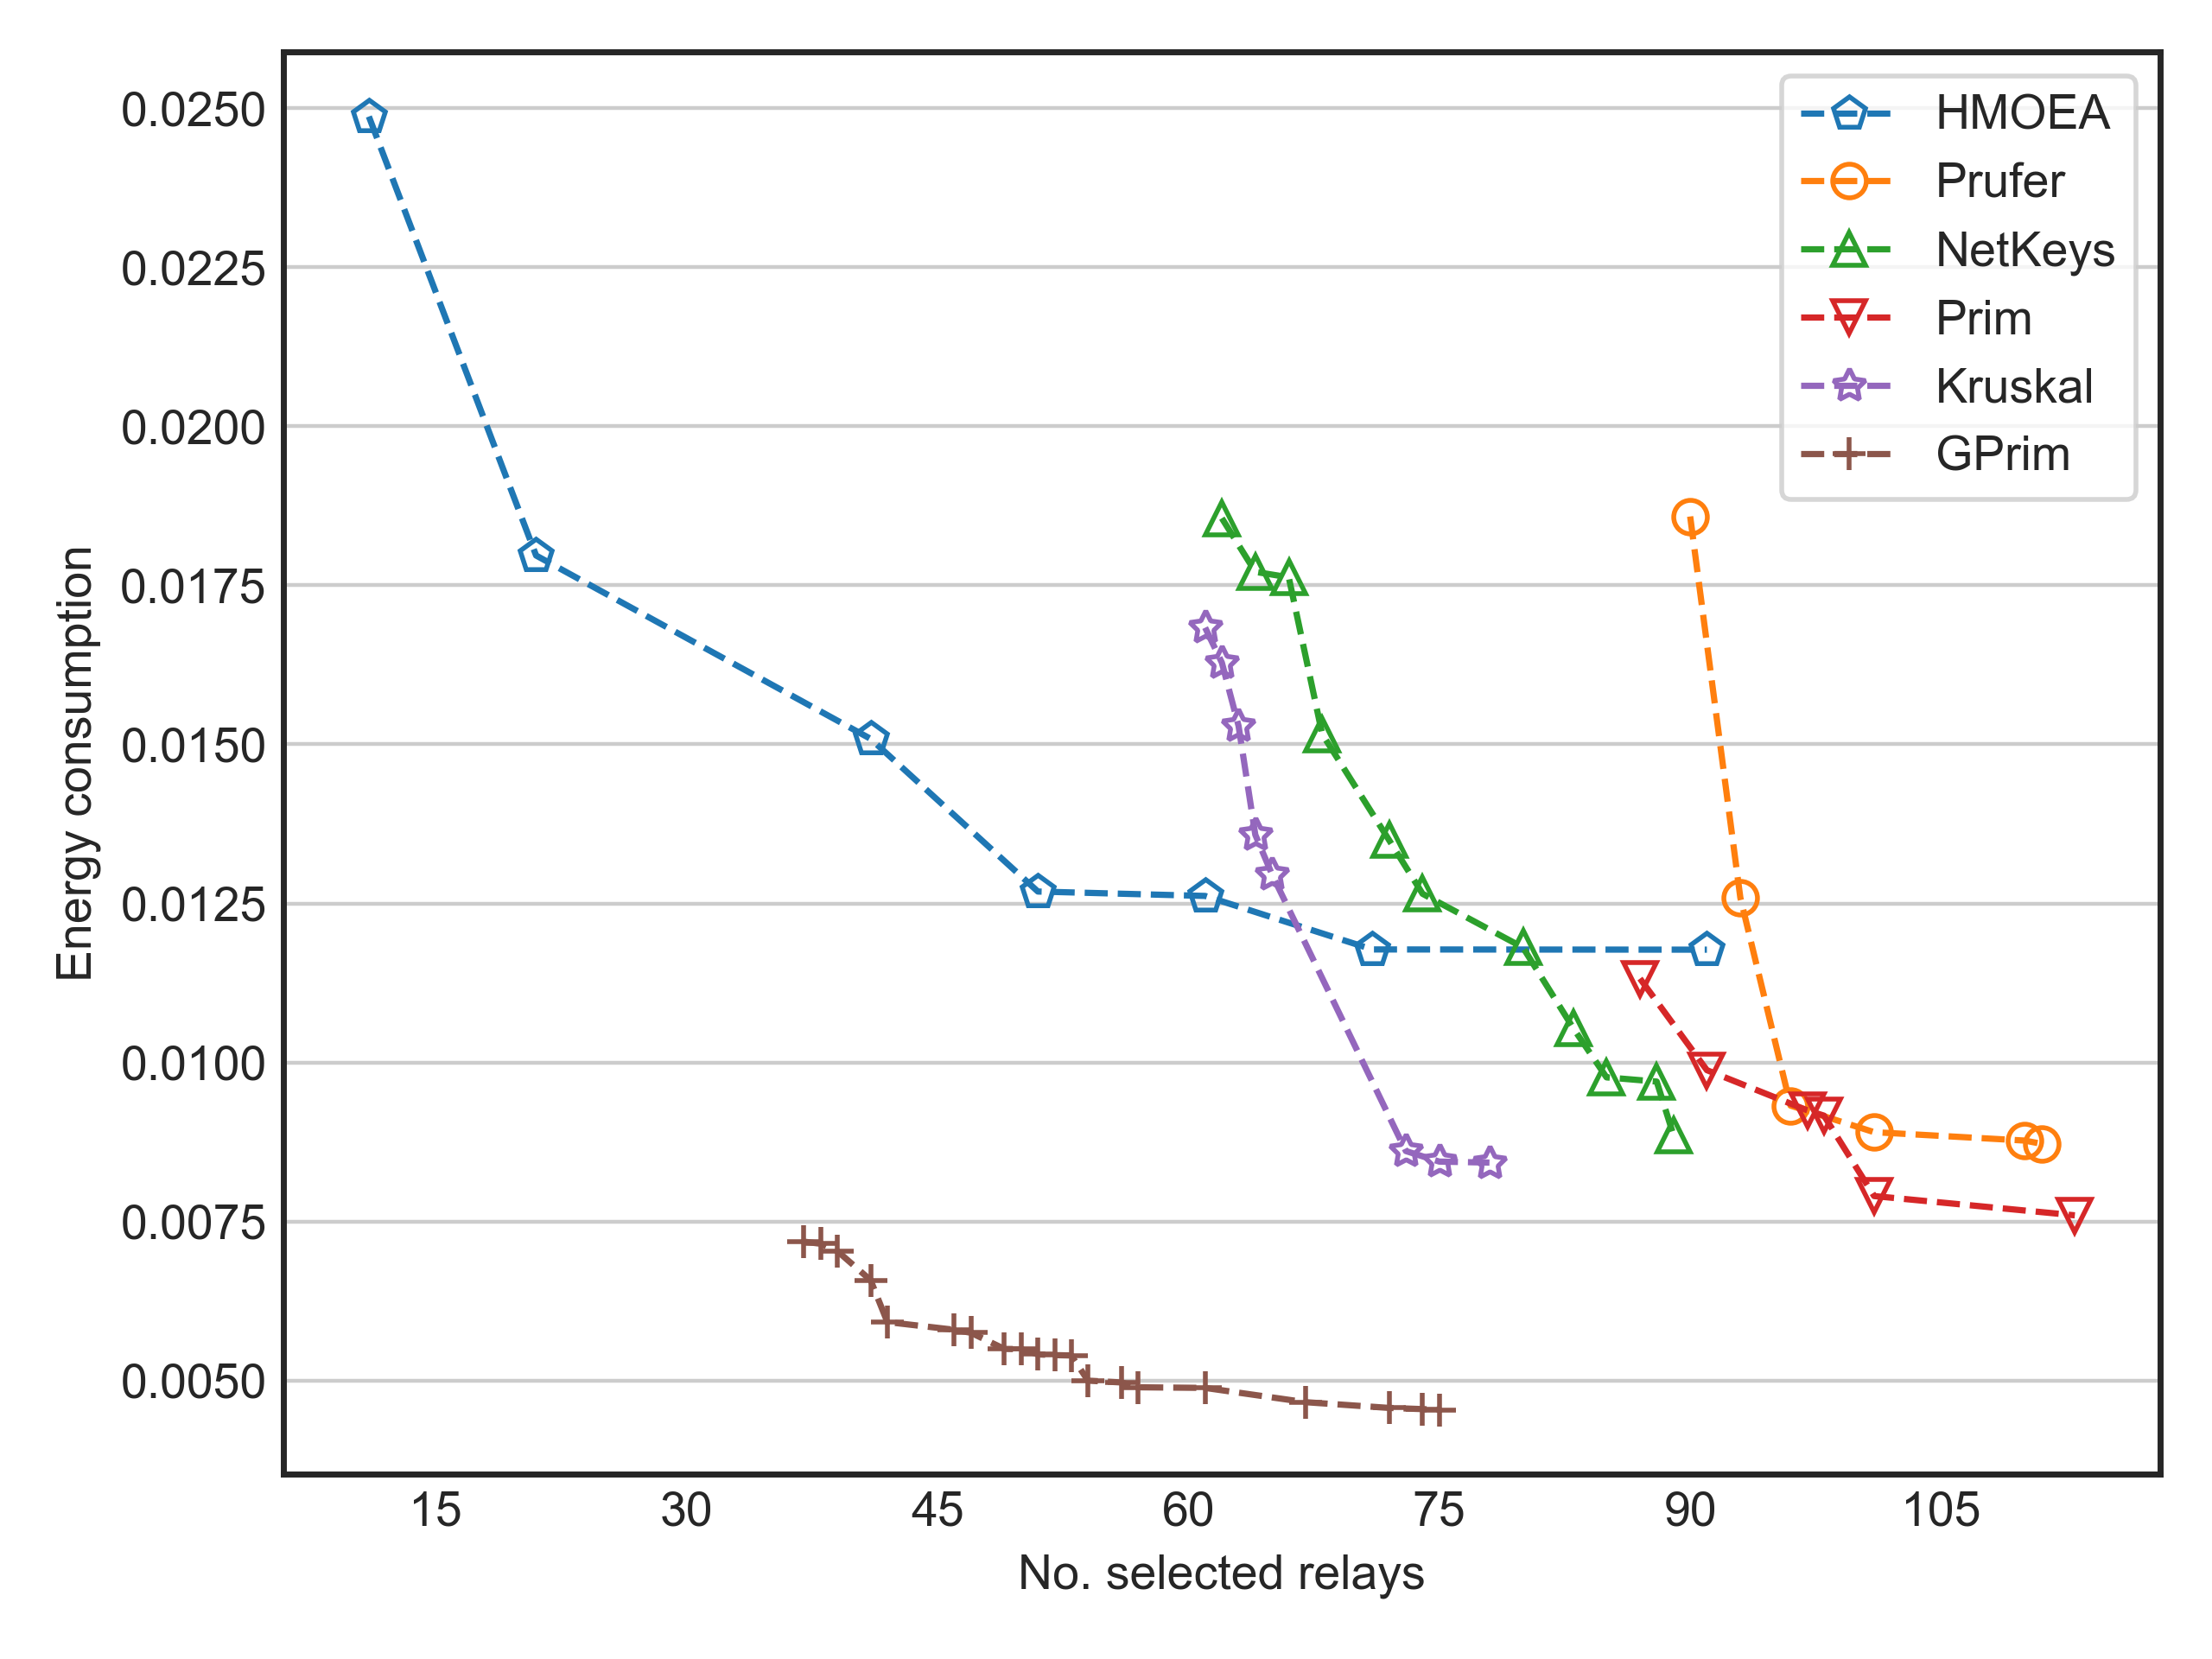 0.0250
0.0225
0.0200
0.0175
0.0150
0.0125
0.0100
0.0075
0.0050
Energy consumption
HMOEA
Prufer
NetKeys
Prim
Kruskal
GPrim
15 30 45 60 75 90 105
No. selected relays